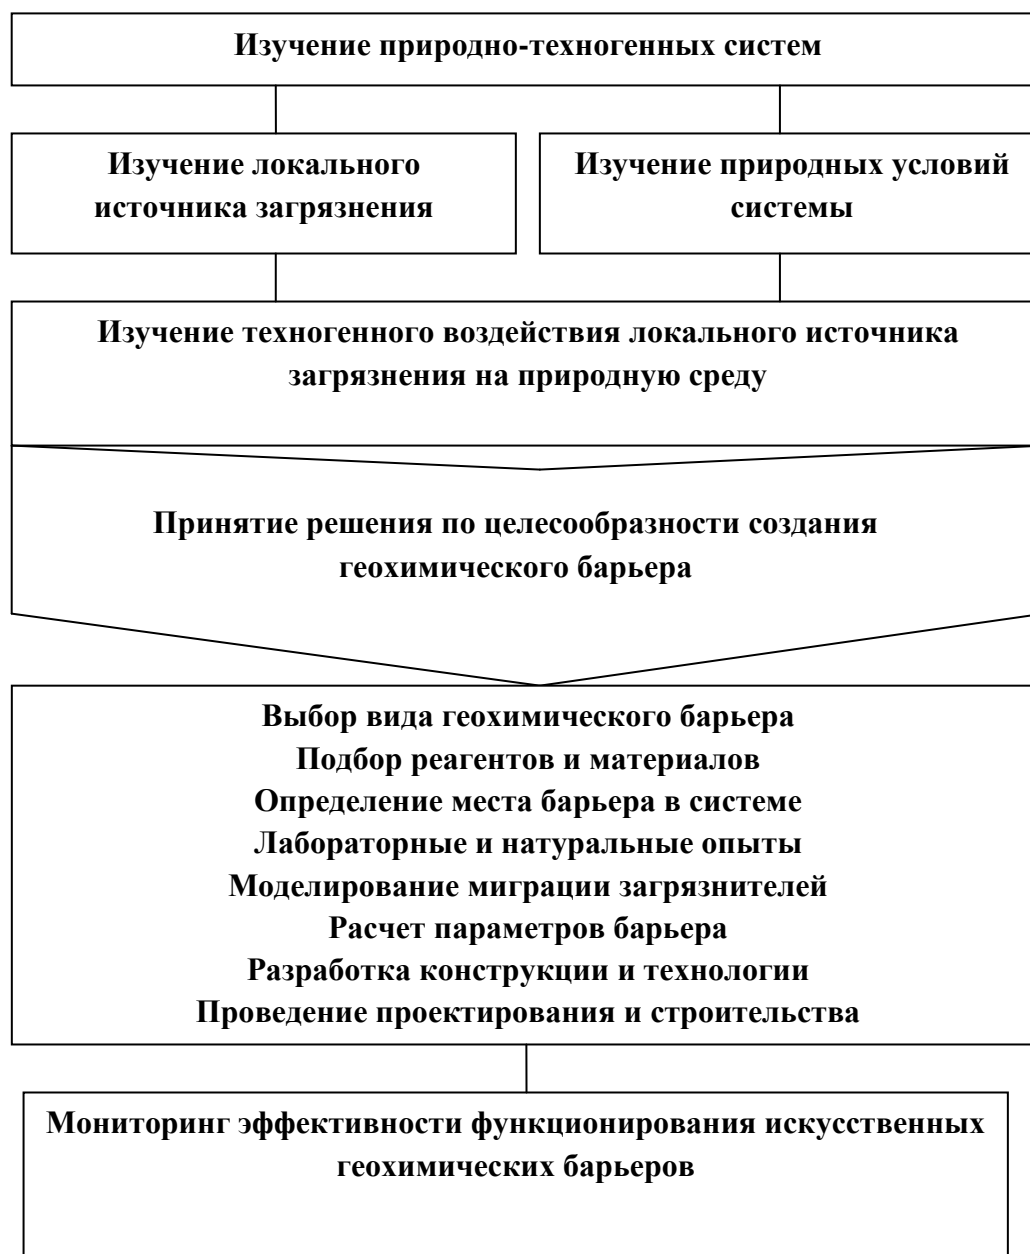 Изучение природно-техногенных систем
Изучение локального
источника загрязнения
Изучение природных условий
системы
Изучение техногенного воздействия локального источника
загрязнения на природную среду
Принятие решения по целесообразности создания
геохимического барьера
Выбор вида геохимического барьера
Подбор реагентов и материалов
Определение места барьера в системе
Лабораторные и натуральные опыты
Моделирование миграции загрязнителей
Расчет параметров барьера
Разработка конструкции и технологии
Проведение проектирования и строительства
Мониторинг эффективности функционирования искусственных
геохимических барьеров